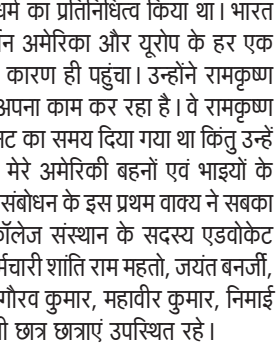 धर्म का प्रतिनिधित्व किया था। भारत
अमेरिका और यूरोप के हर एक
कारण ही पहुंचा। उन्होंने रामकृष्ण
अपना काम कर रहा है। वे रामकृष्ण
का समय दिया गया था किंतु उन्हें
मेरे अमेरिकी बहनों एवं भाइयों के
संबोधन के इस प्रथम वाक्य ने सबका
कॉलेज संस्थान के सदस्य एडवोकेट
शांति राम महतो, जयंत बनर्जी,
गौरव कुमार, महावीर कुमार, निमाई
छात्र छात्राएं उपस्थित रहे।